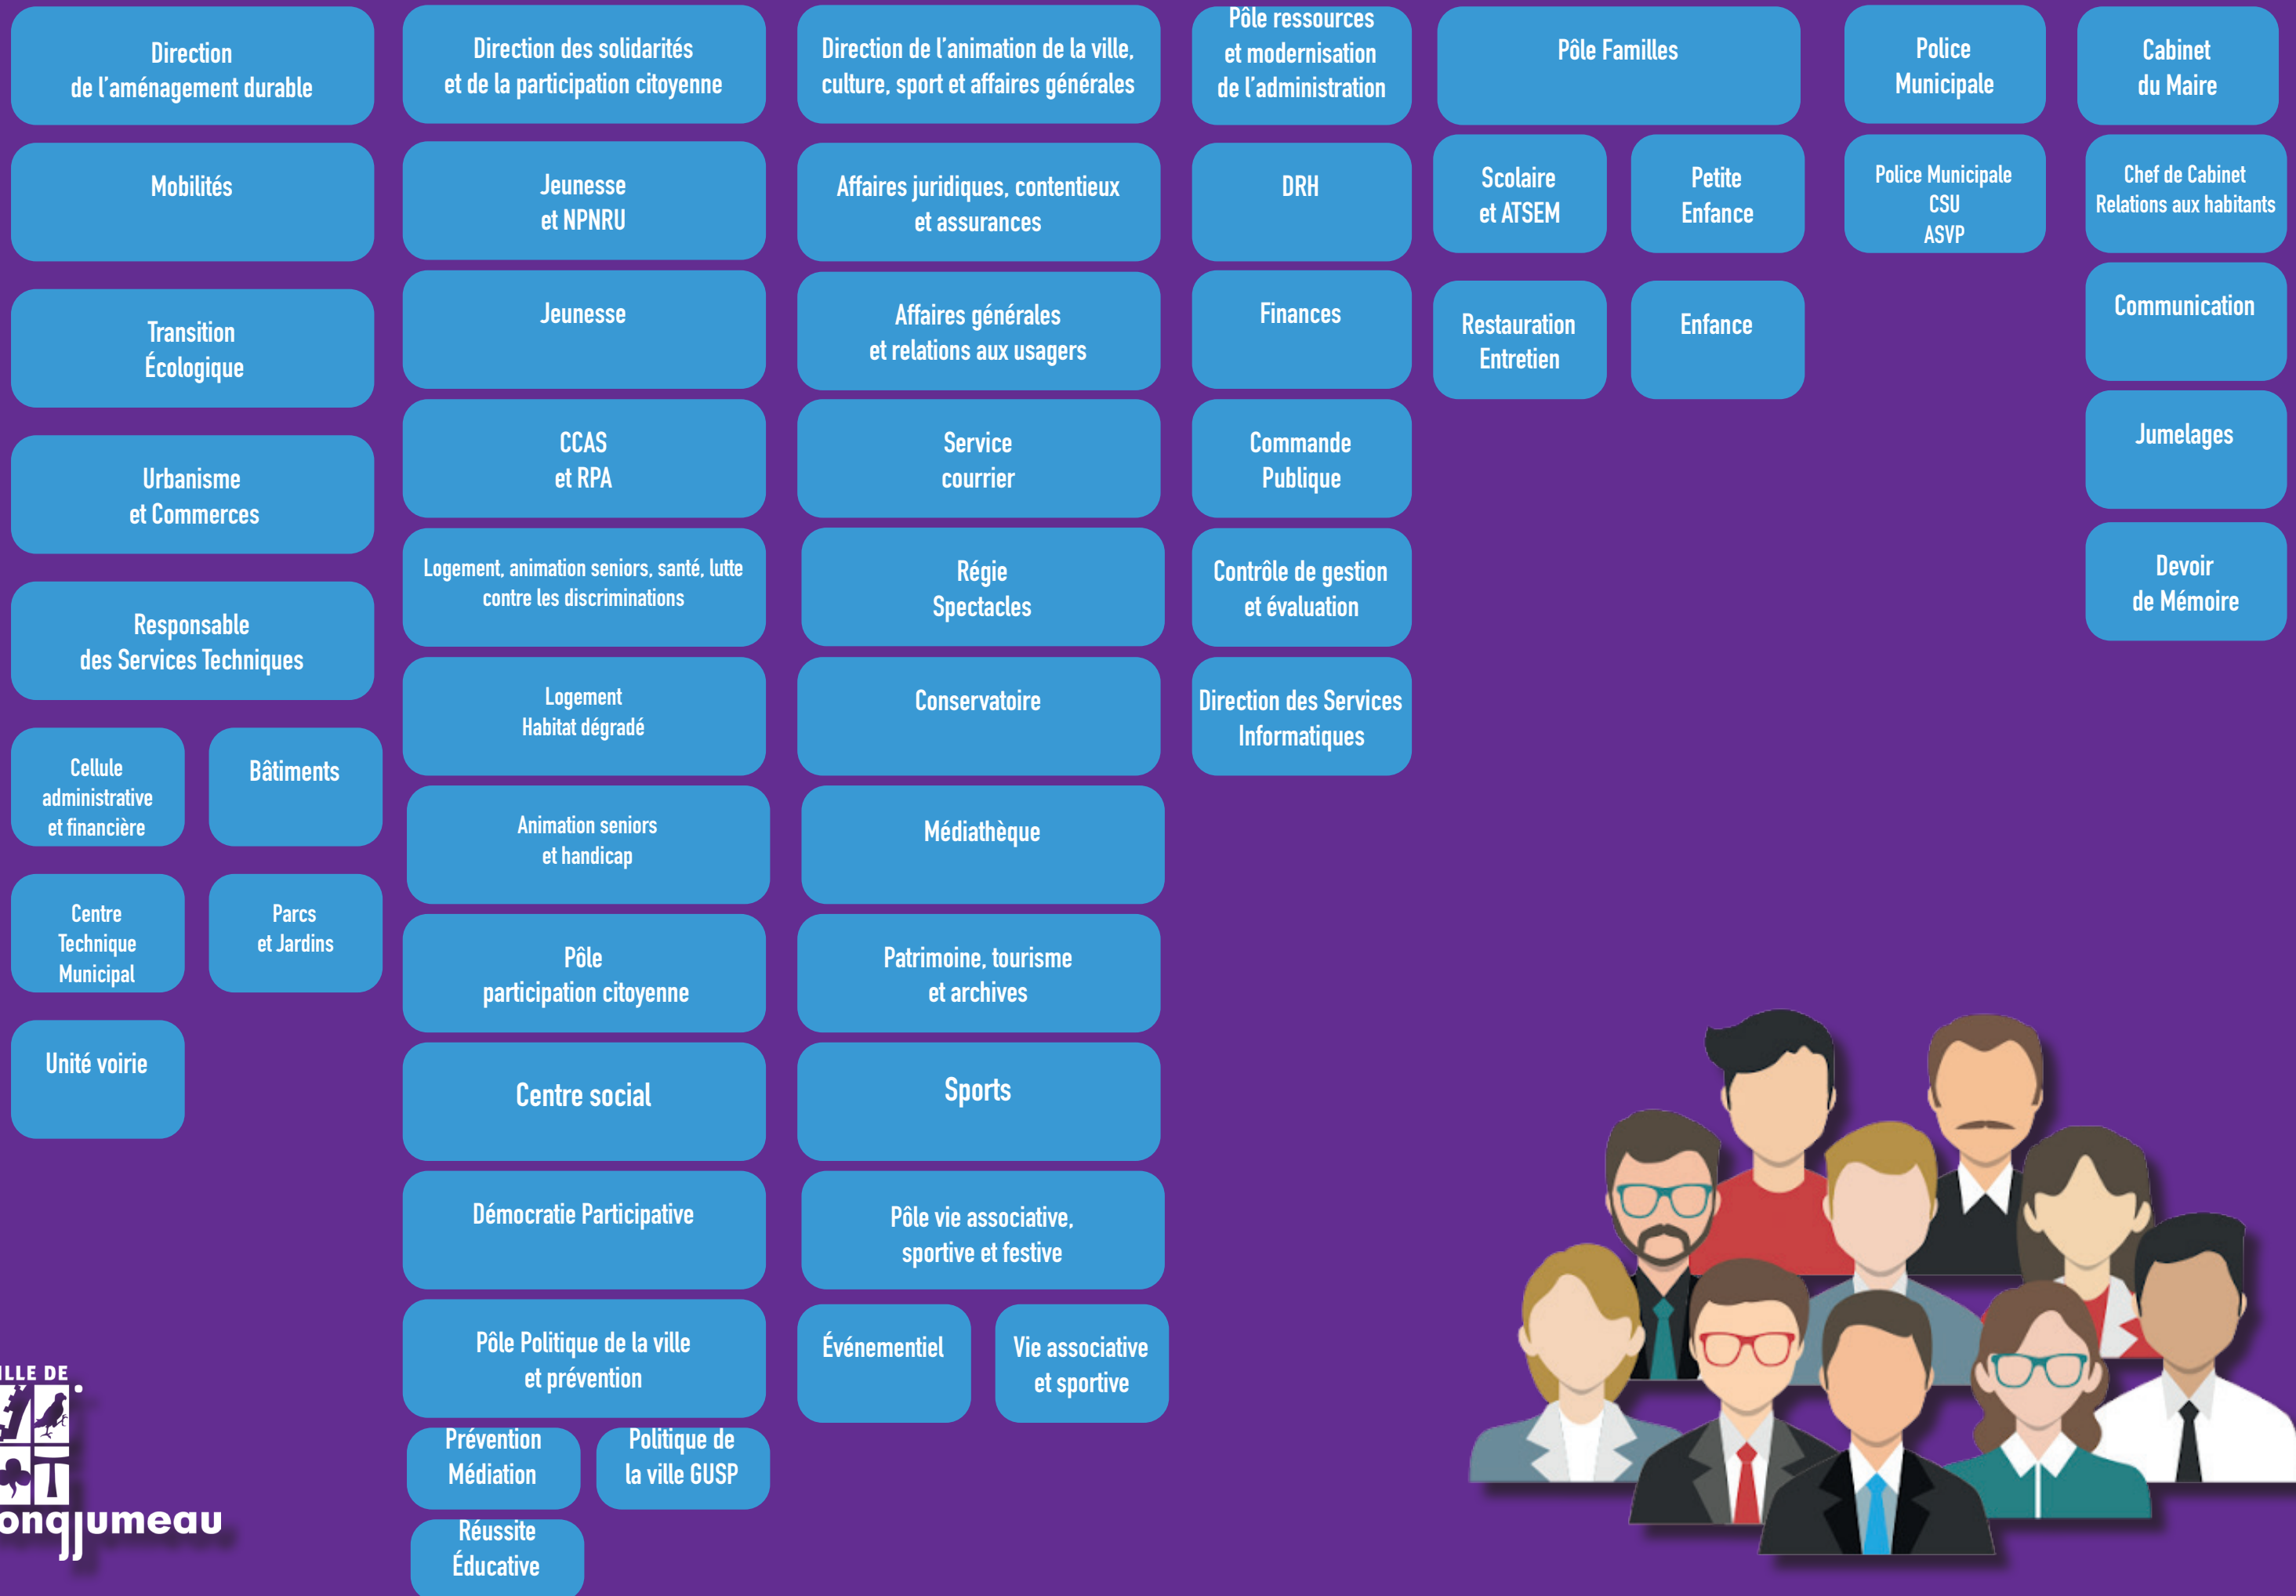 Direction
de l'aménagement durable
Mobilités
Transition
Écologique
Urbanisme
et Commerces
Responsable
des Services Techniques
Cellule
administrative
et financière
Bâtiments
Centre
Technique
Municipal
Parcs
et Jardins
Unité voirie
Direction des solidarités
et de la participation citoyenne
Jeunesse
et NPNRU
Jeunesse
CCAS
et RPA
Logement, animation seniors, santé, lutte
contre les discriminations
Logement
Habitat dégradé
Animation seniors
et handicap
Pôle
participation citoyenne
Centre social
Démocratie Participative
Pôle Politique de la ville
et prévention
Prévention
Médiation
Politique de
la ville GUSP
Réussite
Éducative
Direction de l'animation de la ville,
culture, sport et affaires générales
Affaires juridiques, contentieux
et assurances
Affaires générales
et relations aux usagers
Service
courrier
Régie
Spectacles
Conservatoire
Médiathèque
Patrimoine, tourisme
et archives
Sports
Pôle vie associative,
sportive et festive
Événementiel
Vie associative
et sportive
Pôle ressources
et modernisation
de l'administration
DRH
Finances
Commande
Publique
Contrôle de gestion
et évaluation
Direction des Services
Informatiques
Pôle Familles
Scolaire
et ATSEM
Petite
Enfance
Restauration
Entretien
Enfance
Police
Municipale
Police Municipale
CSU
ASVP
Cabinet
du Maire
Chef de Cabinet
Relations aux habitants
Communication
Jumelages
Devoir
de Mémoire
ILLE DE
ongjumeau